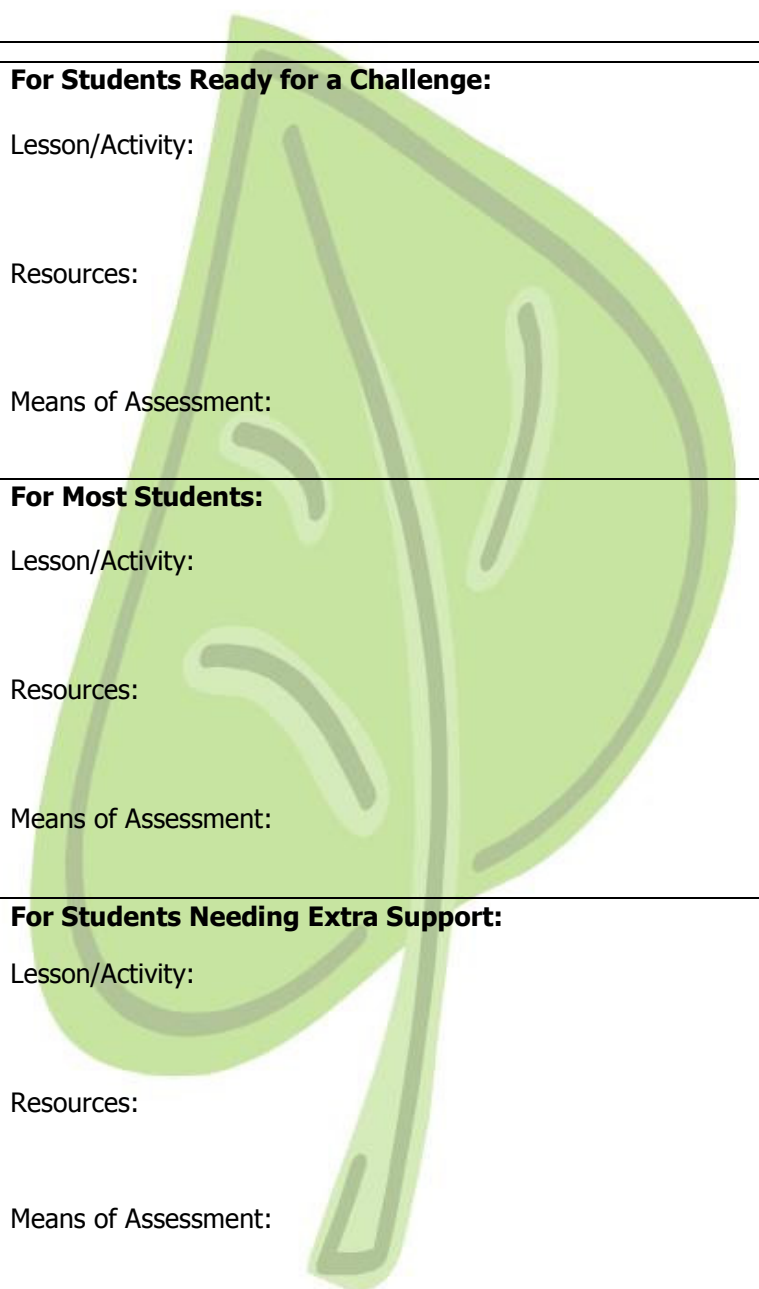 For Students Ready for a Challenge:
Lesson/Activity:
Resources:
Means of Assessment:
For Most Students:
Lesson/Activity:
Resources:
Means of Assessment:
For Students Needing Extra Support:
Lesson/Activity:
Resources:
Means of Assessment: